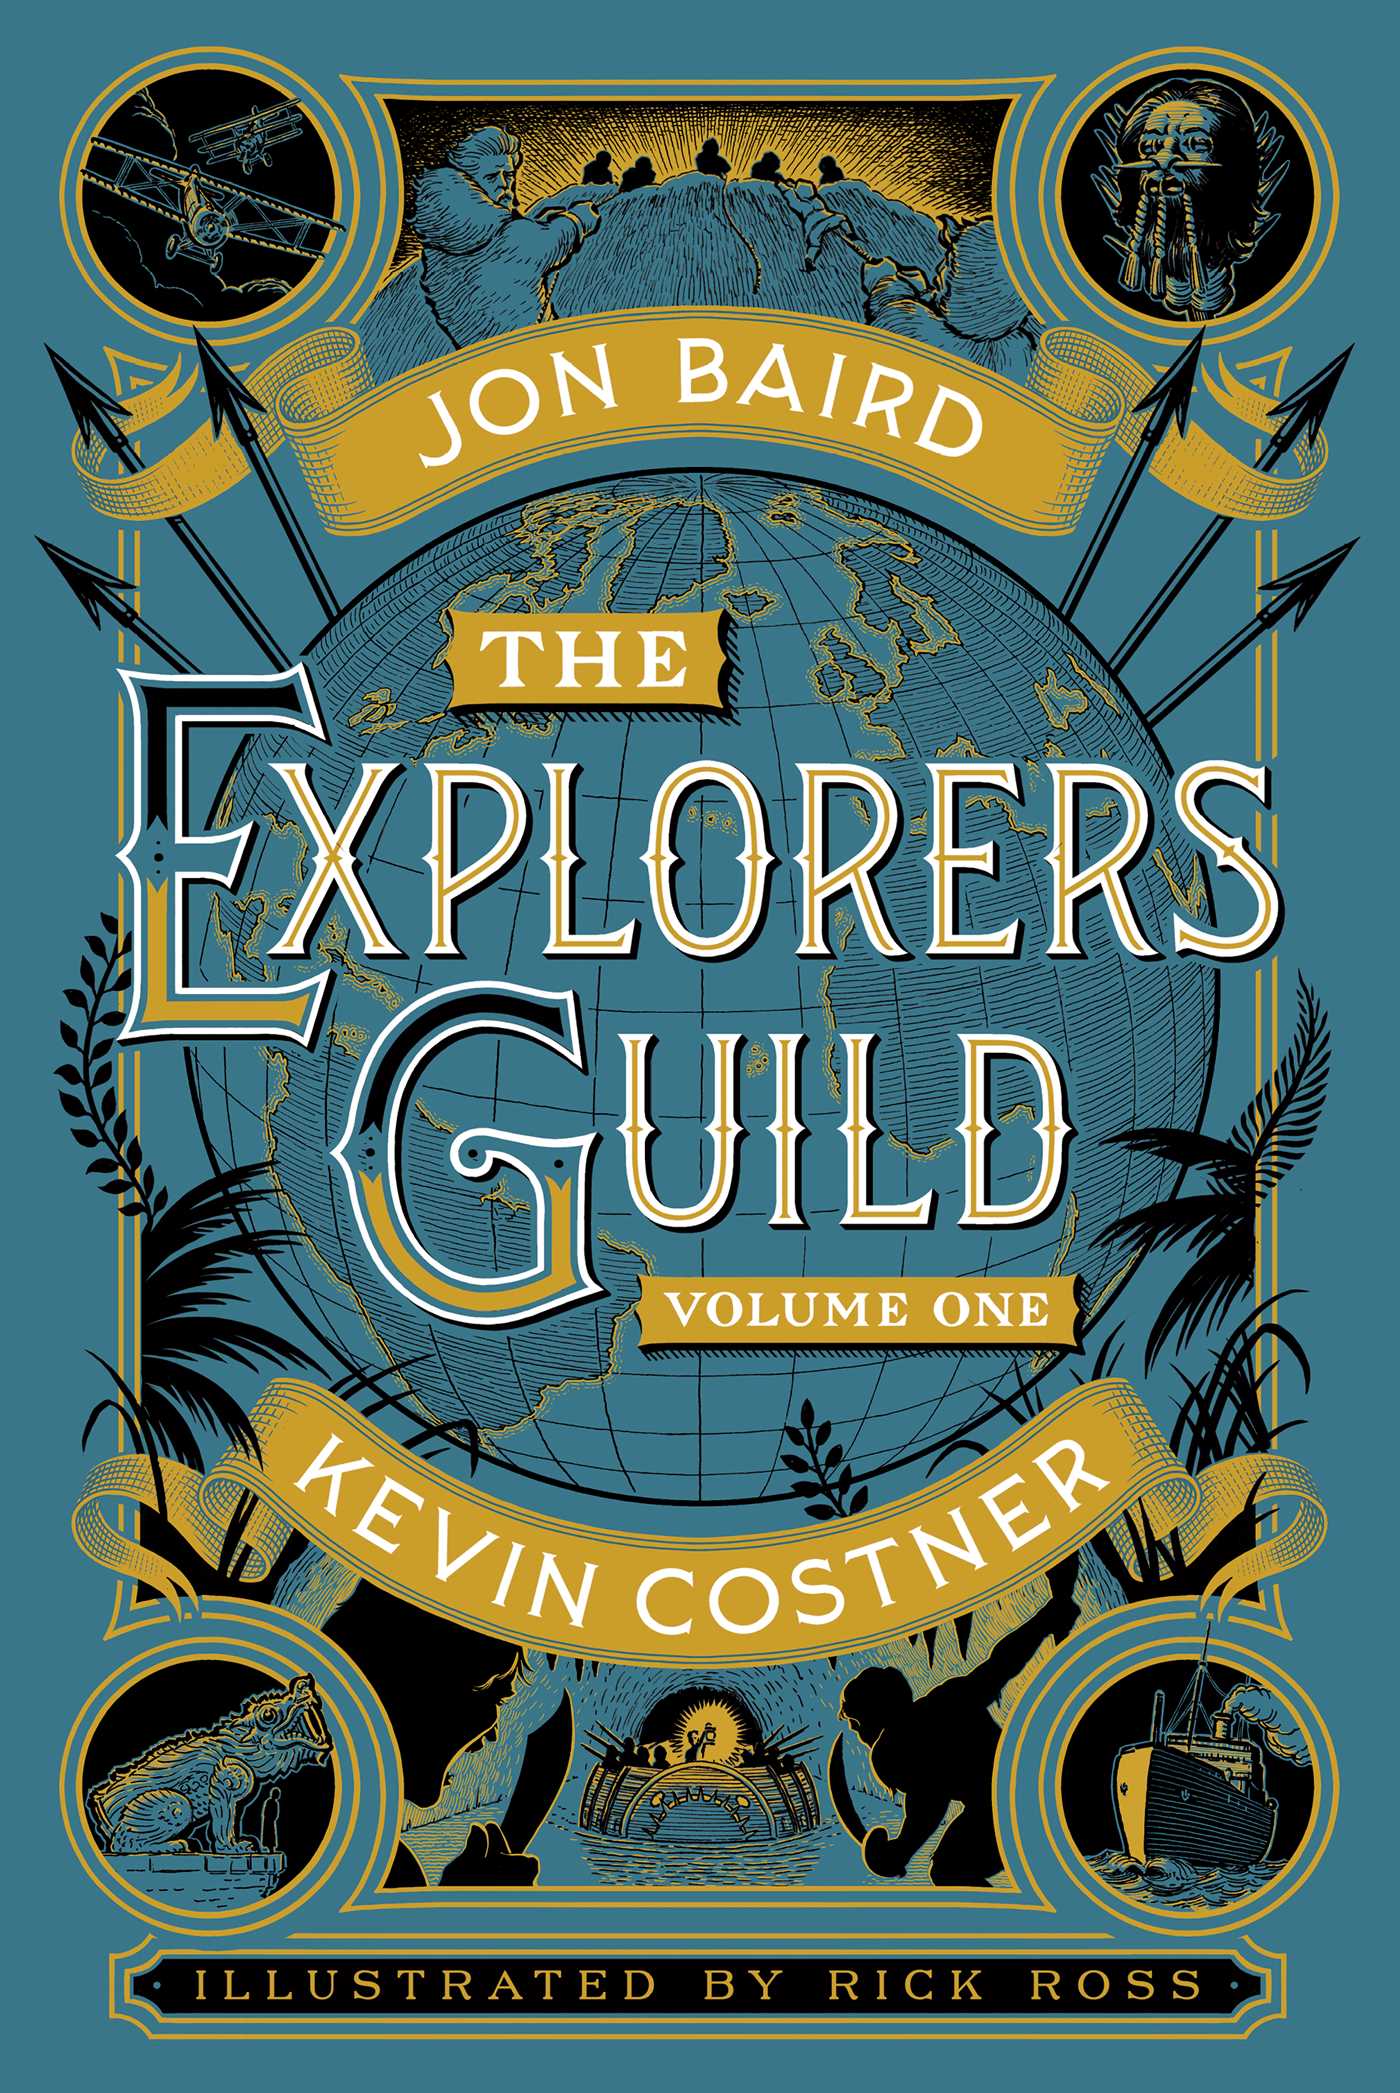 JON BAIRD
THE
EXPLORERS
GUILD
VOLUME ONE
KEVIN COSTNER
ILLUSTRATED BY RICK ROSS